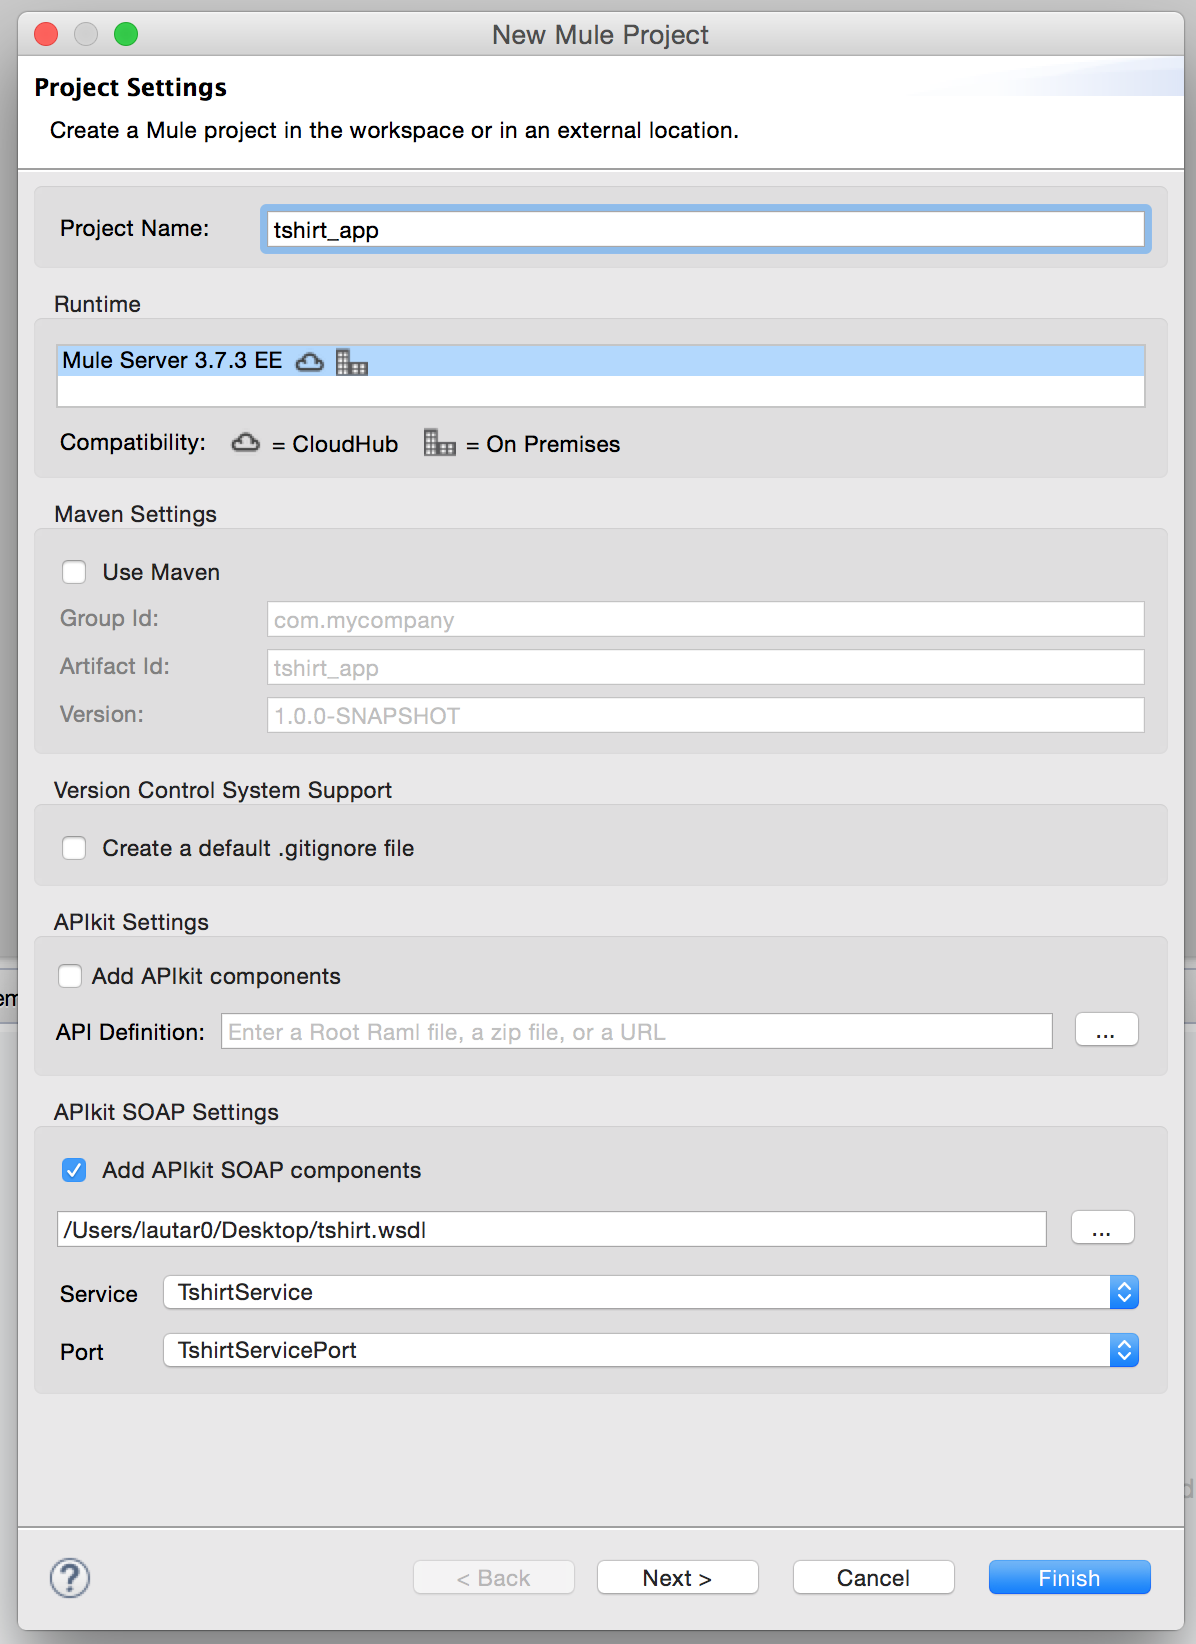 New Mule Project
Project Settings
Create a Mule project in the workspace or in an external location.
Project Name: tshirt_app
Runtime
Mule Server 3.7.3 EE
Compatibility: = CloudHub = On Premises
Maven Settings
Use Maven
Group Id: com.mycompany
Artifact Id: tshirt_app
Version: 1.0.0-SNAPSHOT
Version Control System Support
Create a default .gitignore file
APIkit Settings
Add APIkit components
em
API Definition: Enter a Root Raml file, a zip file, or a URL ...
APIkit SOAP Settings
Add APIkit SOAP components
/Users/lautar0/Desktop/tshirt.wsdl ...
Service TshirtService
Port TshirtServicePort
d
? < Back Next > Cancel Finish